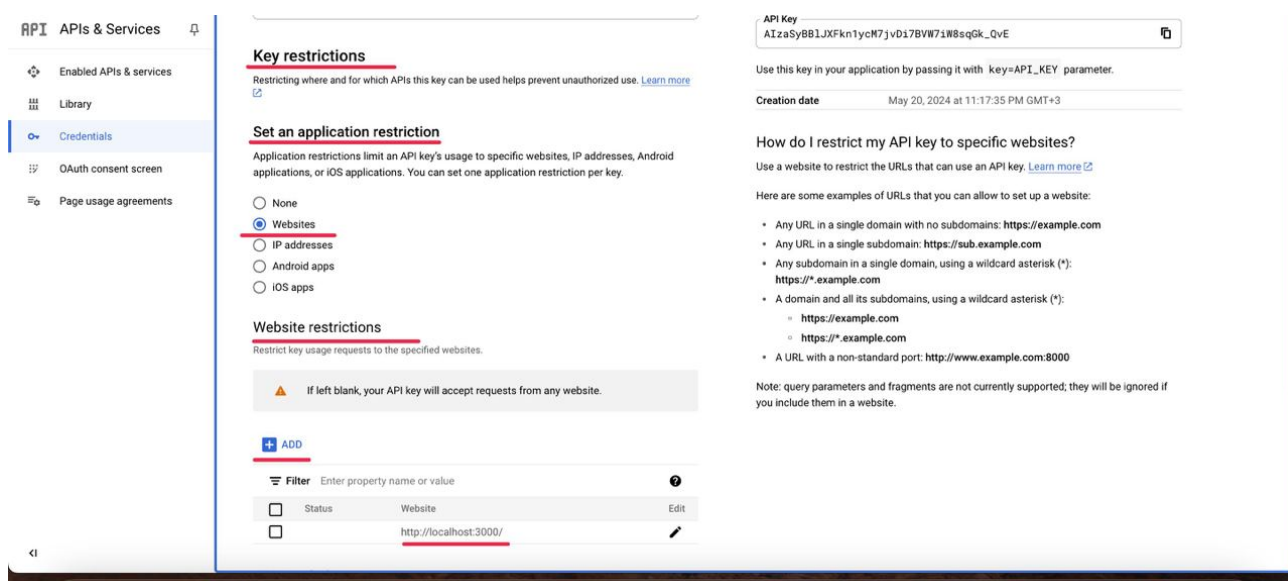 API APIs & Services
Enabled APIs & services
Library
Credentials
OAuth consent screen
Page usage agreements
Key restrictions
Restricting where and for which APIs this key can be used helps prevent unauthorized use. Learn more
Set an application restriction
Application restrictions limit an API key's usage to specific websites, IP addresses, Android
applications, or iOS applications. You can set one application restriction per key.
None
Websites
IP addresses
Android apps
iOS apps
Website restrictions
Restrict key usage requests to the specified websites.
If left blank, your API key will accept requests from any website.
ADD
Filter Enter property name or value
Status Website Edit
http://localhost:3000/
API Key
AIzaSyBBlJXFkn1ycM7jvDi7BVW7iW8sqGk_QvE
Use this key in your application by passing it with key=API_KEY parameter.
Creation date May 20, 2024 at 11:17:35 PM GMT+3
How do I restrict my API key to specific websites?
Use a website to restrict the URLs that can use an API key. Learn more
Here are some examples of URLs that you can allow to set up a website:
• Any URL in a single domain with no subdomains: https://example.com
• Any URL in a single subdomain: https://sub.example.com
• Any subdomain in a single domain, using a wildcard asterisk (*):
https://*.example.com
• A domain and all its subdomains, using a wildcard asterisk (*):
◦ https://example.com
◦ https://*.example.com
• A URL with a non-standard port: http://www.example.com:8000
Note: query parameters and fragments are not currently supported; they will be ignored if
you include them in a website.